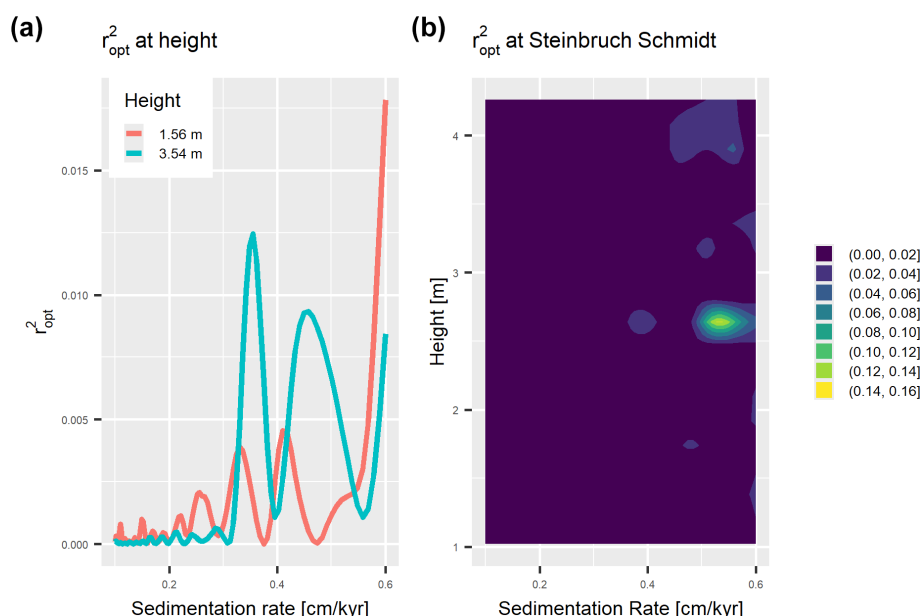 (a)
r²opt at height
Height
1.56 m
3.54 m
0.015
0.010
0.005
0.000
r²opt
0.2
0.4
0.6
Sedimentation rate [cm/kyr]
(b)
r²opt at Steinbruch Schmidt
4
3
2
1
Height [m]
0.2
0.4
0.6
Sedimentation Rate [cm/kyr]
(0.00, 0.02]
(0.02, 0.04]
(0.04, 0.06]
(0.06, 0.08]
(0.08, 0.10]
(0.10, 0.12]
(0.12, 0.14]
(0.14, 0.16]